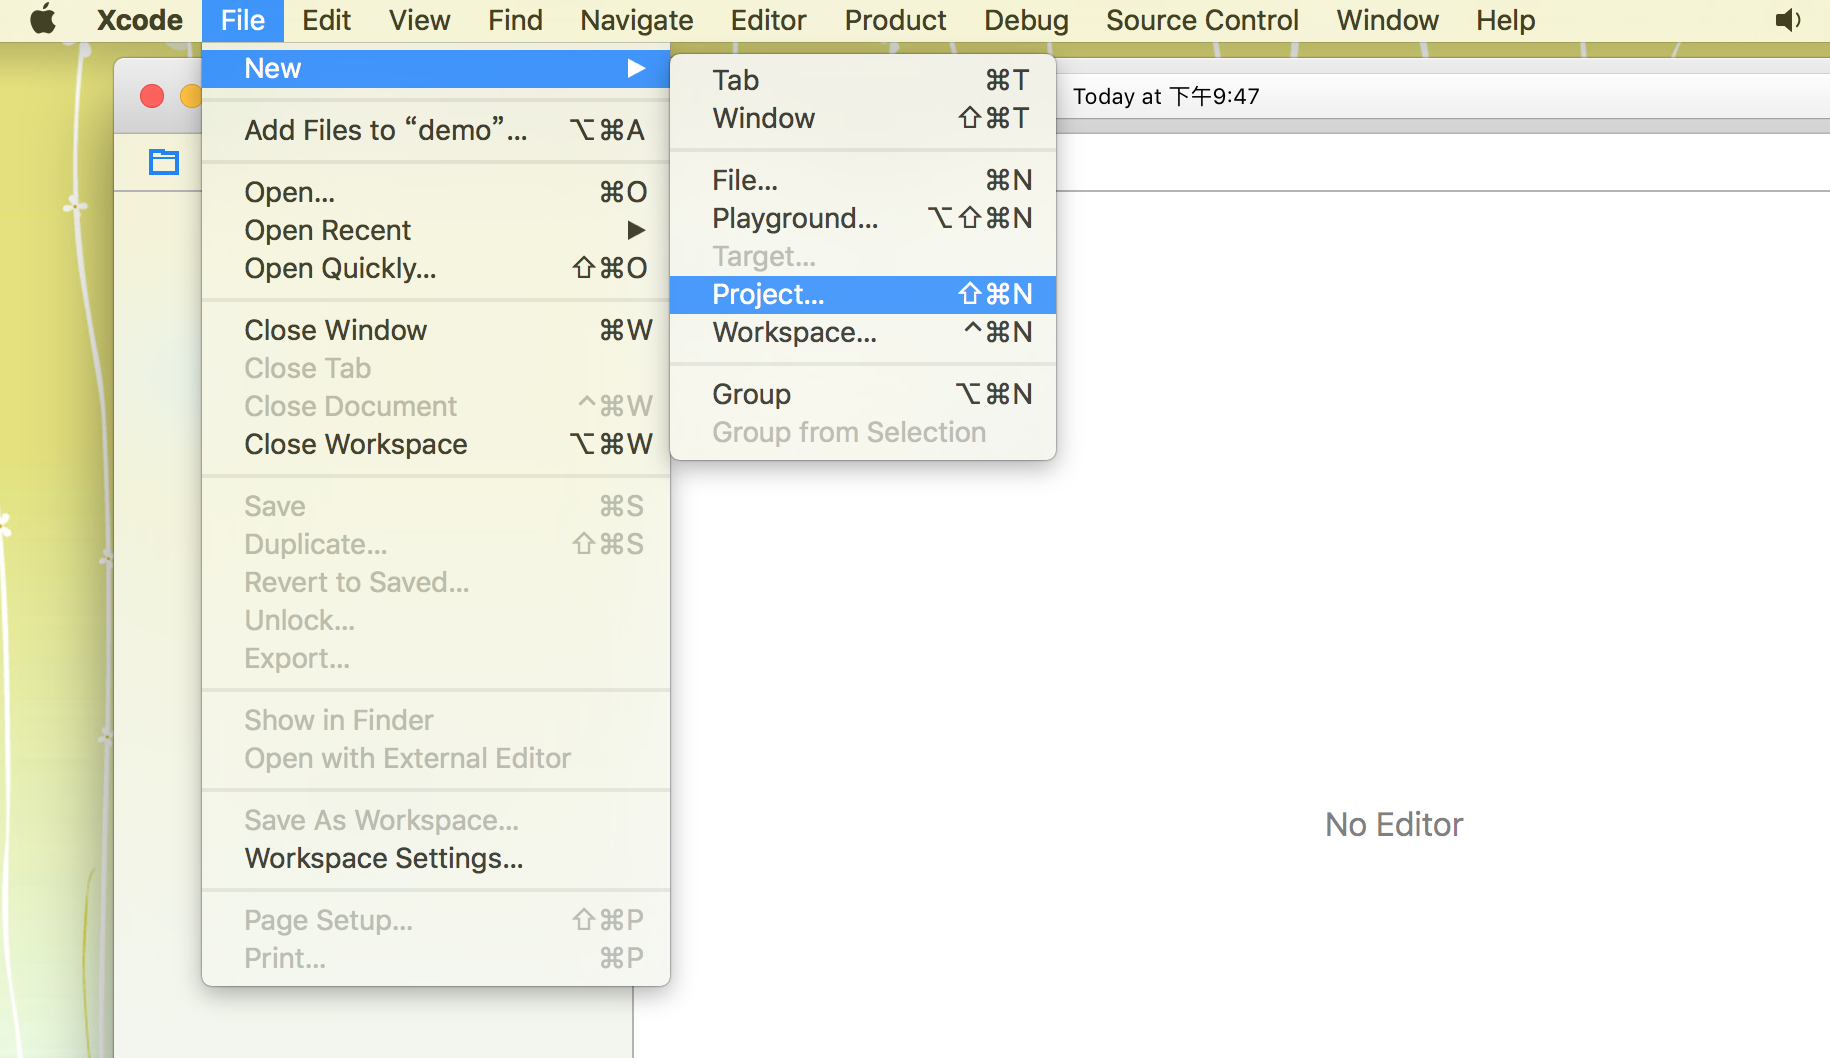 Xcode File Edit View Find Navigate Editor Product Debug Source Control Window Help
Today at 下午9:47
New ▶
Add Files to “demo”... ⌥⌘A
Open... ⌘O
Open Recent ▶
Open Quickly... ⇧⌘O
Close Window ⌘W
Close Tab
Close Document ^⌘W
Close Workspace ⌥⌘W
Save ⌘S
Duplicate... ⇧⌘S
Revert to Saved...
Unlock...
Export...
Show in Finder
Open with External Editor
Save As Workspace...
Workspace Settings...
Page Setup... ⇧⌘P
Print... ⌘P
Tab ⌘T
Window ⇧⌘T
File... ⌘N
Playground... ⌥⇧⌘N
Target...
Project... ⇧⌘N
Workspace... ^⌘N
Group ⌥⌘N
Group from Selection
No Editor